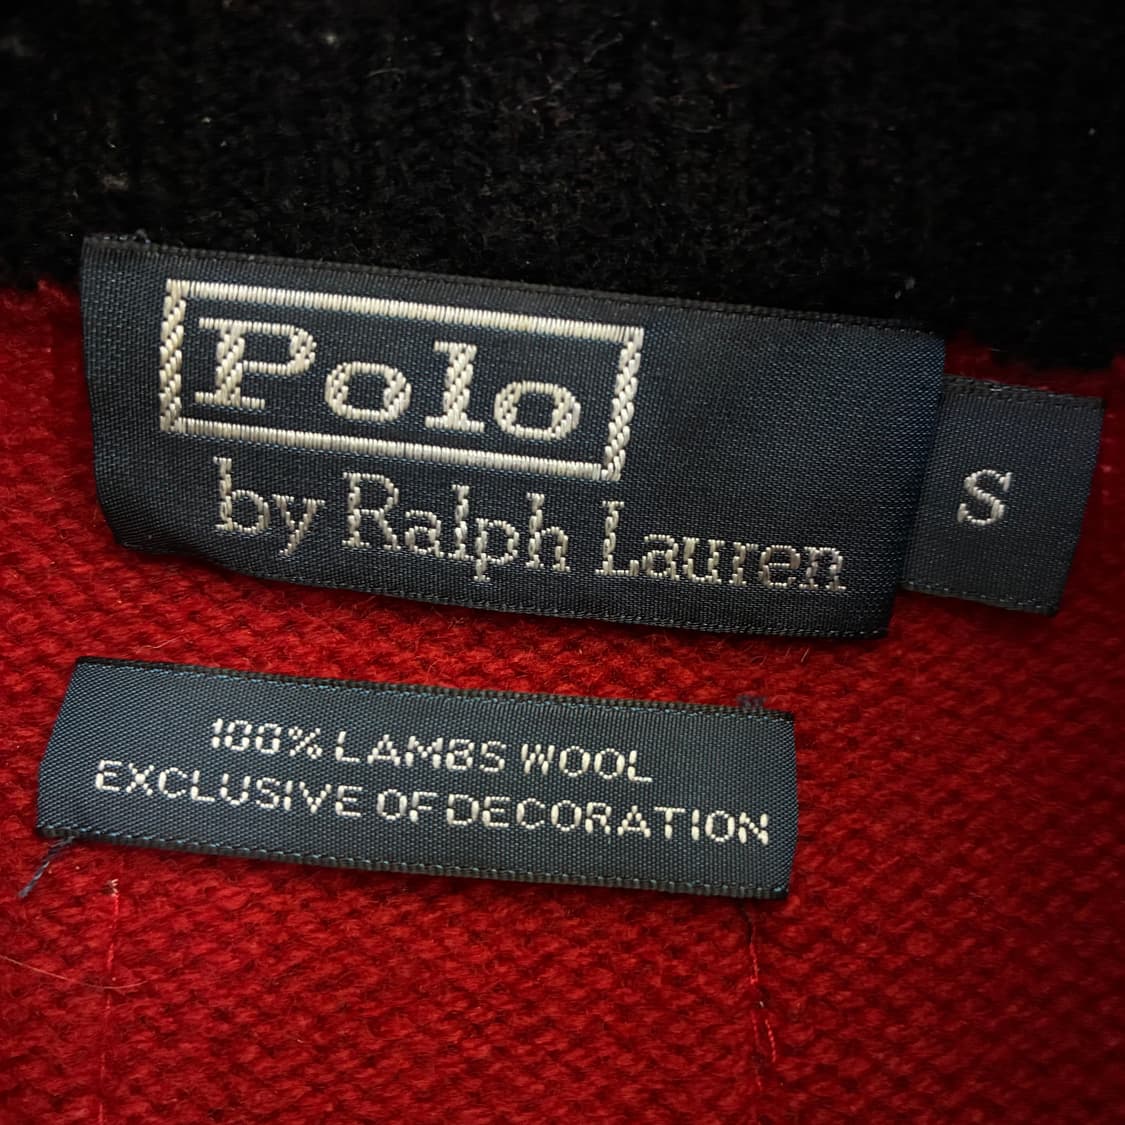 Polo
by Ralph Lauren
S
100% LAMBS WOOL
EXCLUSIVE OF DECORATION